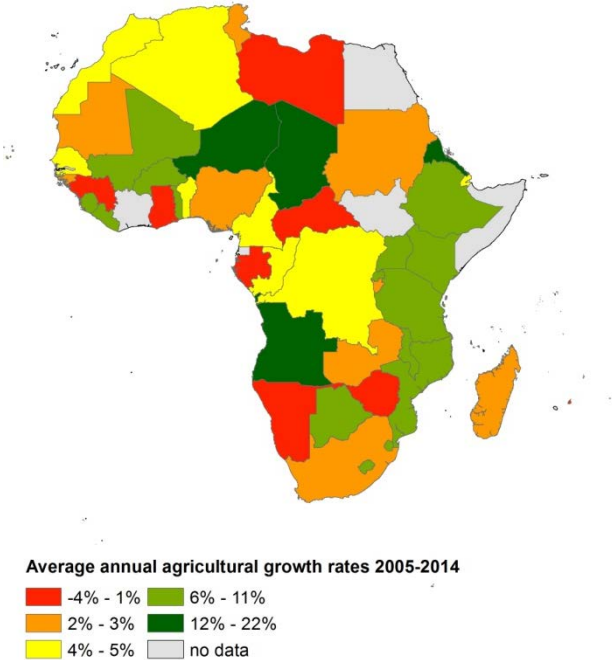 Average annual agricultural growth rates 2005-2014
-4% - 1% 6% - 11%
2% - 3% 12% - 22%
4% - 5% no data